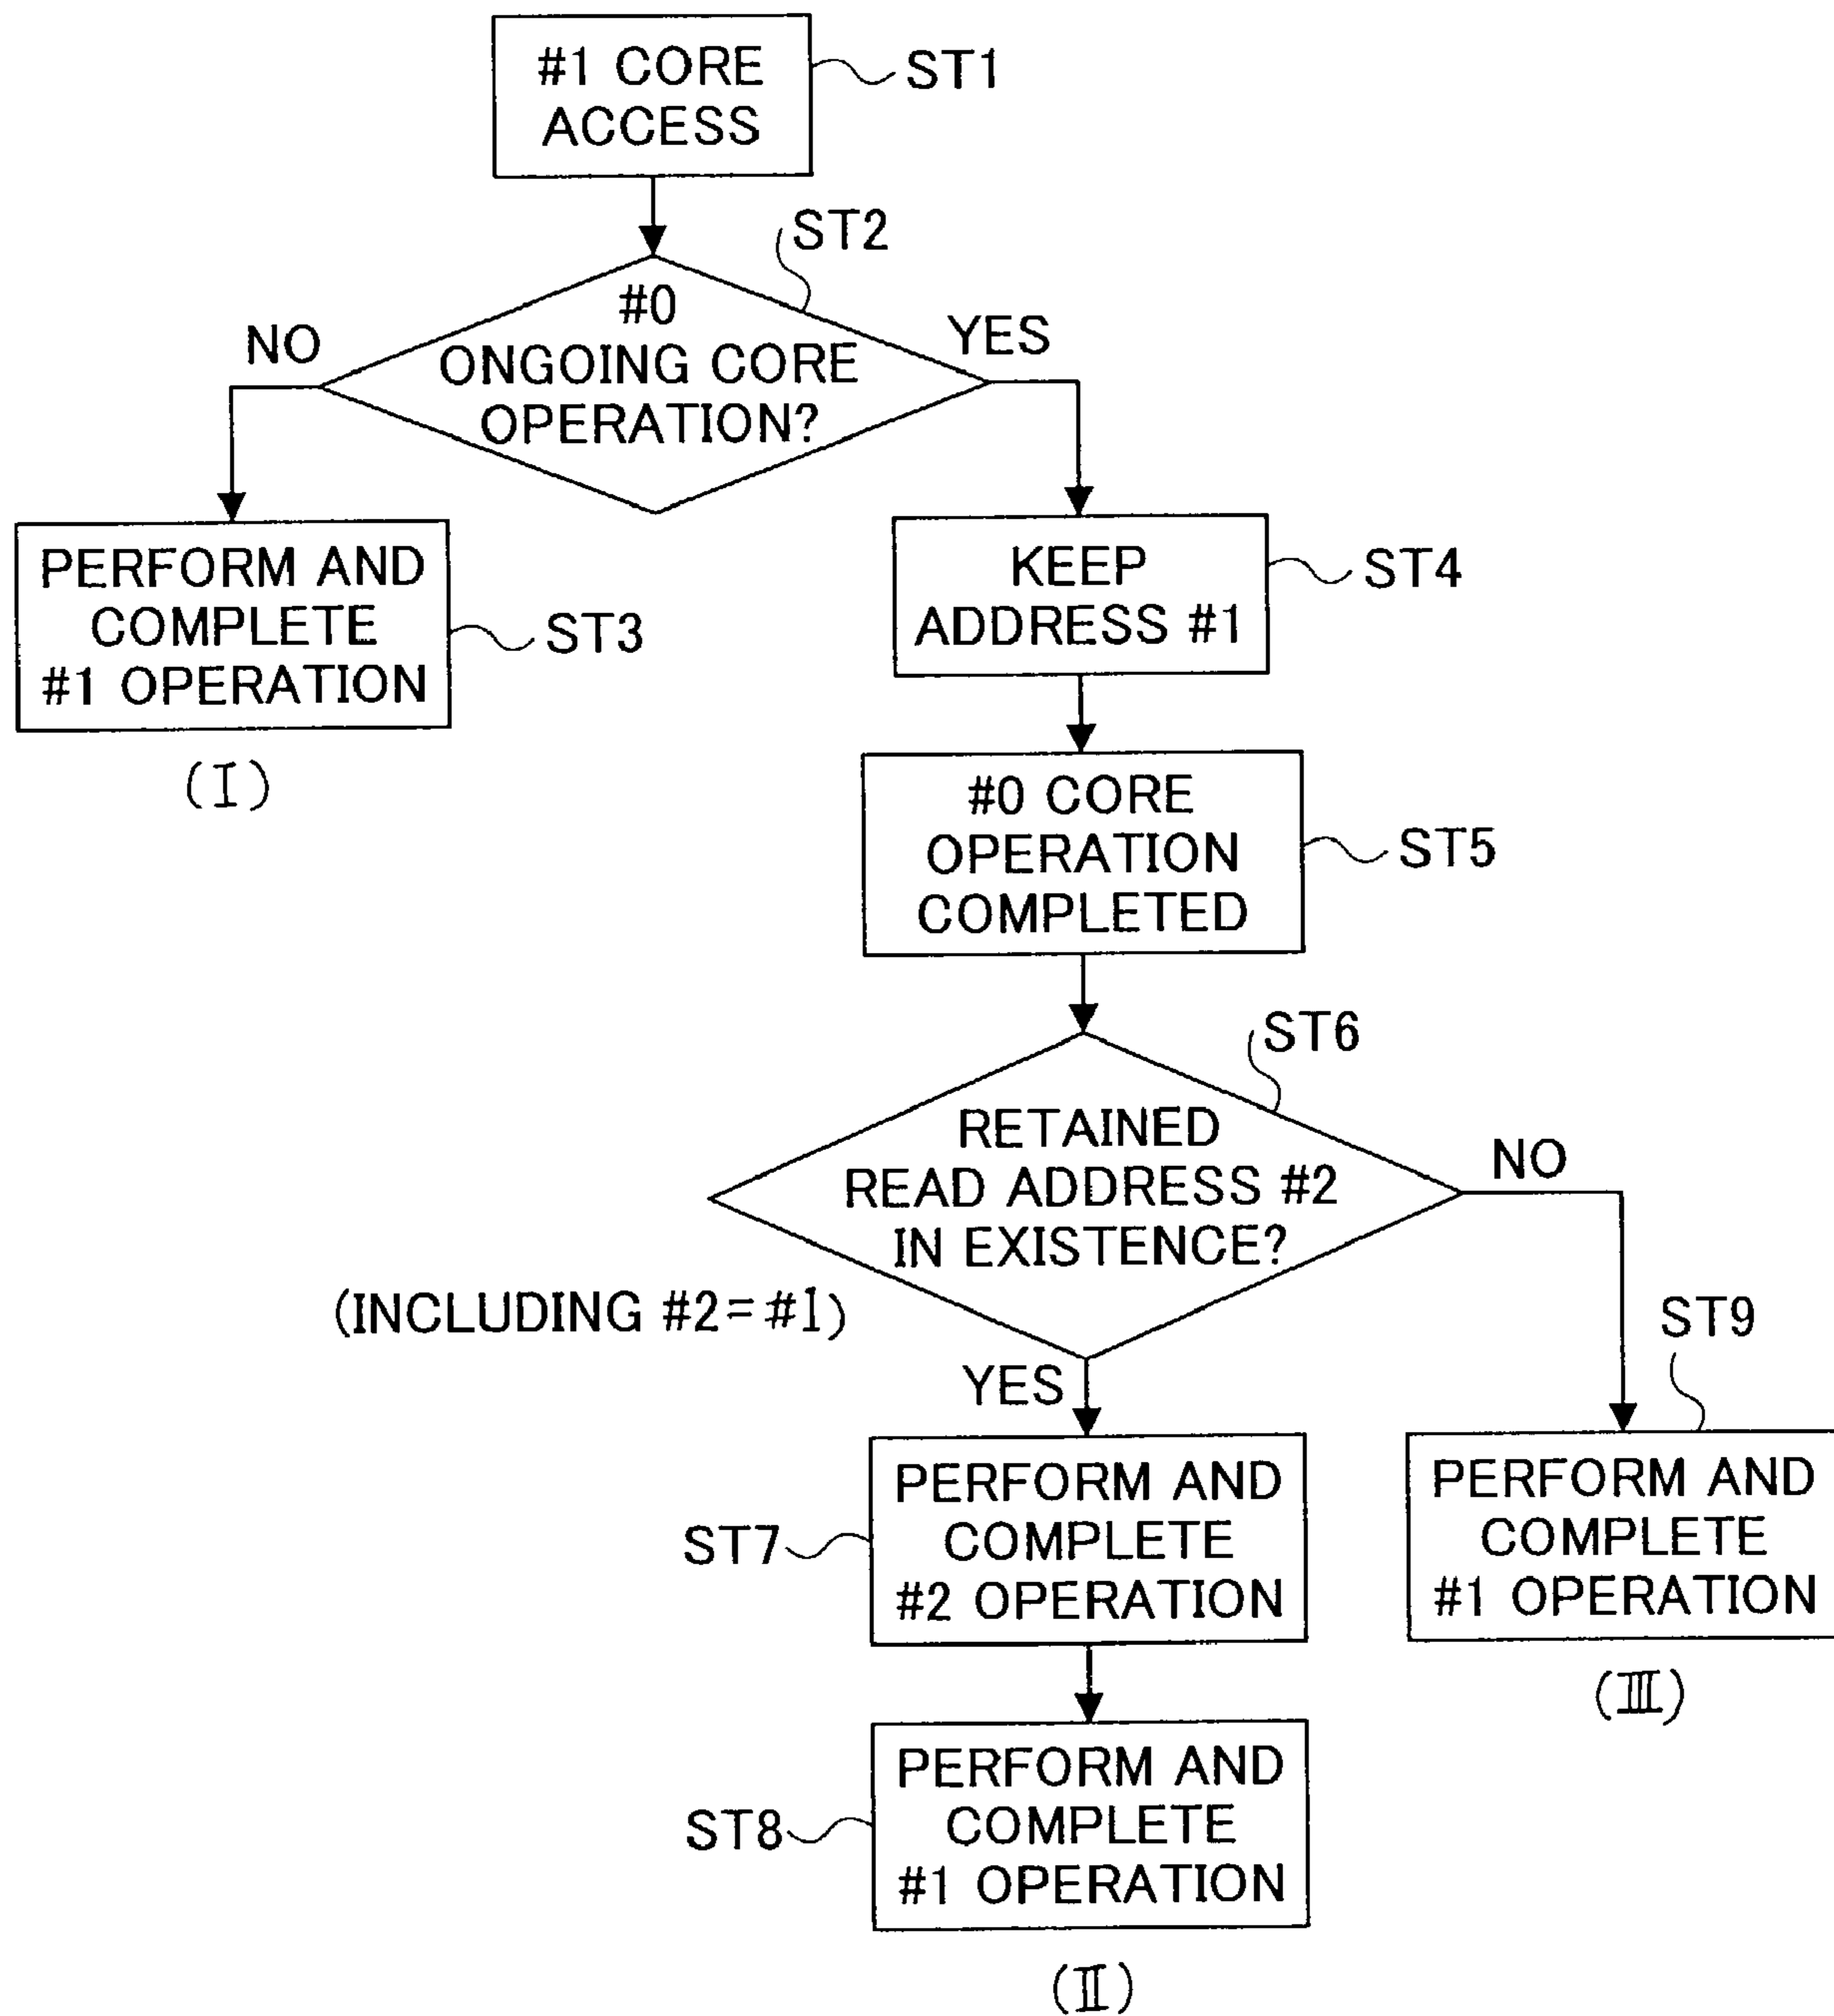 #1 CORE
ACCESS
ST1
ST2
#0
ONGOING CORE
OPERATION?
NO
YES
PERFORM AND
COMPLETE
#1 OPERATION
ST3
(I)
KEEP
ADDRESS #1
ST4
#0 CORE
OPERATION
COMPLETED
ST5
ST6
RETAINED
READ ADDRESS #2
IN EXISTENCE?
NO
(INCLUDING #2=#1)
YES
ST9
ST7
PERFORM AND
COMPLETE
#2 OPERATION
PERFORM AND
COMPLETE
#1 OPERATION
(III)
ST8
PERFORM AND
COMPLETE
#1 OPERATION
(II)